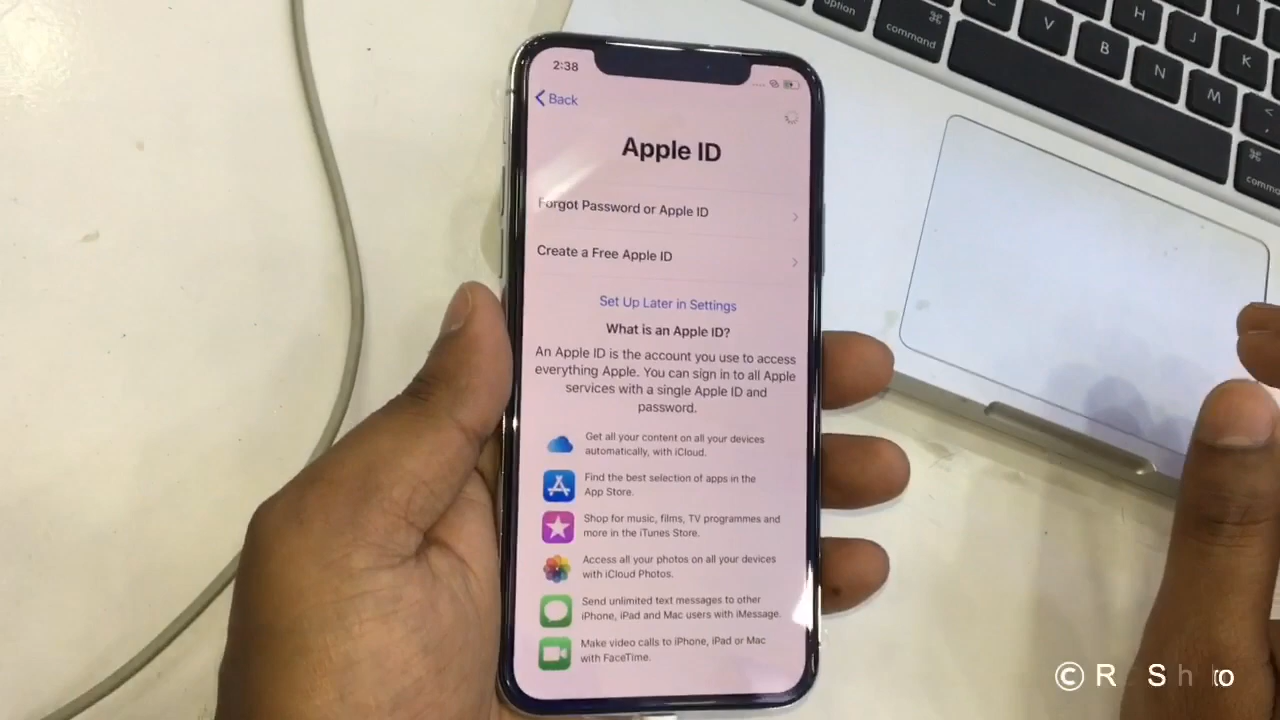 option
⌘
command
V
B
N
M
H
J
K
I
<
,
⌘
2:38
Back
Apple ID
Forgot Password or Apple ID
Create a Free Apple ID
Set Up Later in Settings
What is an Apple ID?
An Apple ID is the account you use to access
everything Apple. You can sign in to all Apple
services with a single Apple ID and
password.
Get all your content on all your devices
automatically, with iCloud.
Find the best selection of apps in the
App Store.
Shop for music, films, TV programmes and
more in the iTunes Store.
Access all your photos on all your devices
with iCloud Photos.
Send unlimited text messages to other
iPhone, iPad and Mac users with iMessage.
Make video calls to iPhone, iPad or Mac
with FaceTime.